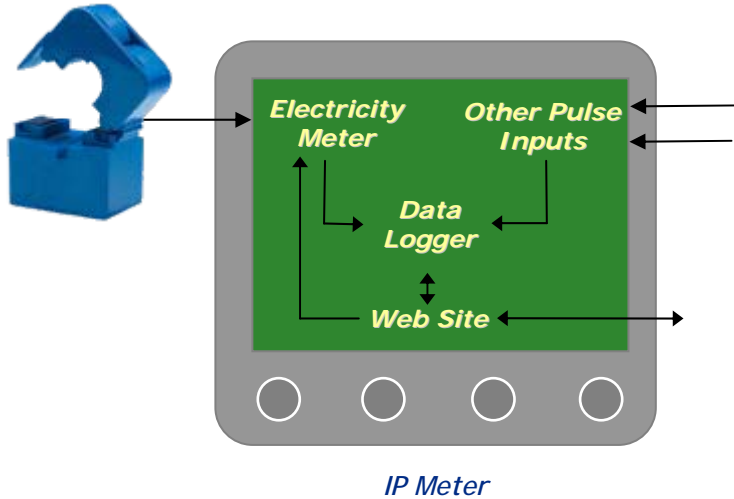 Electricity
Meter
Other Pulse
Inputs
Data
Logger
Web Site
IP Meter